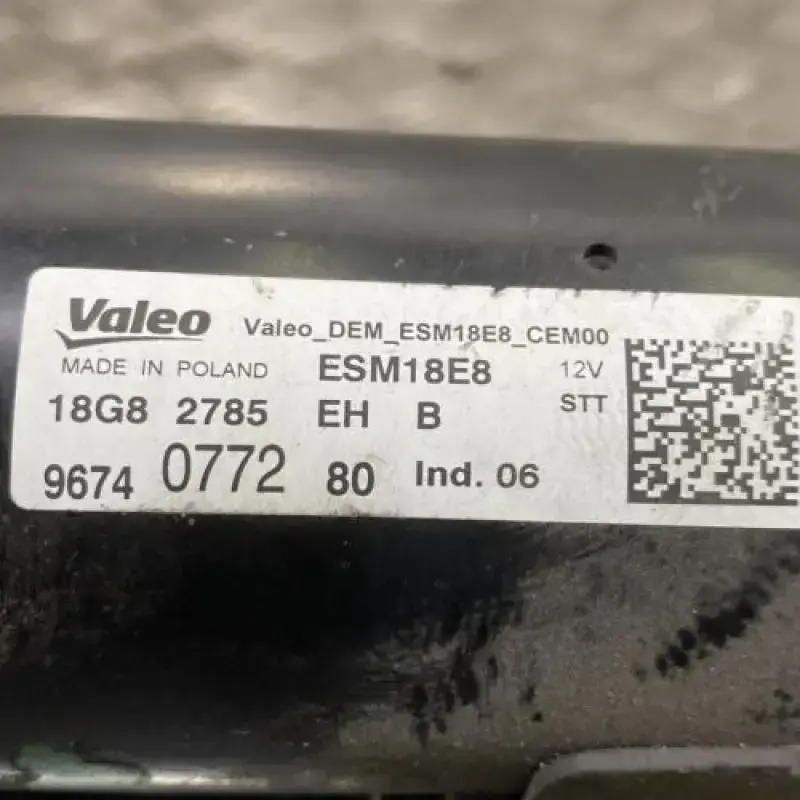 Valeo Valeo_DEM_ESM18E8_CEM00
MADE IN POLAND ESM18E8 12V
18G8 2785 EH B STT
9674 0772 80 Ind. 06